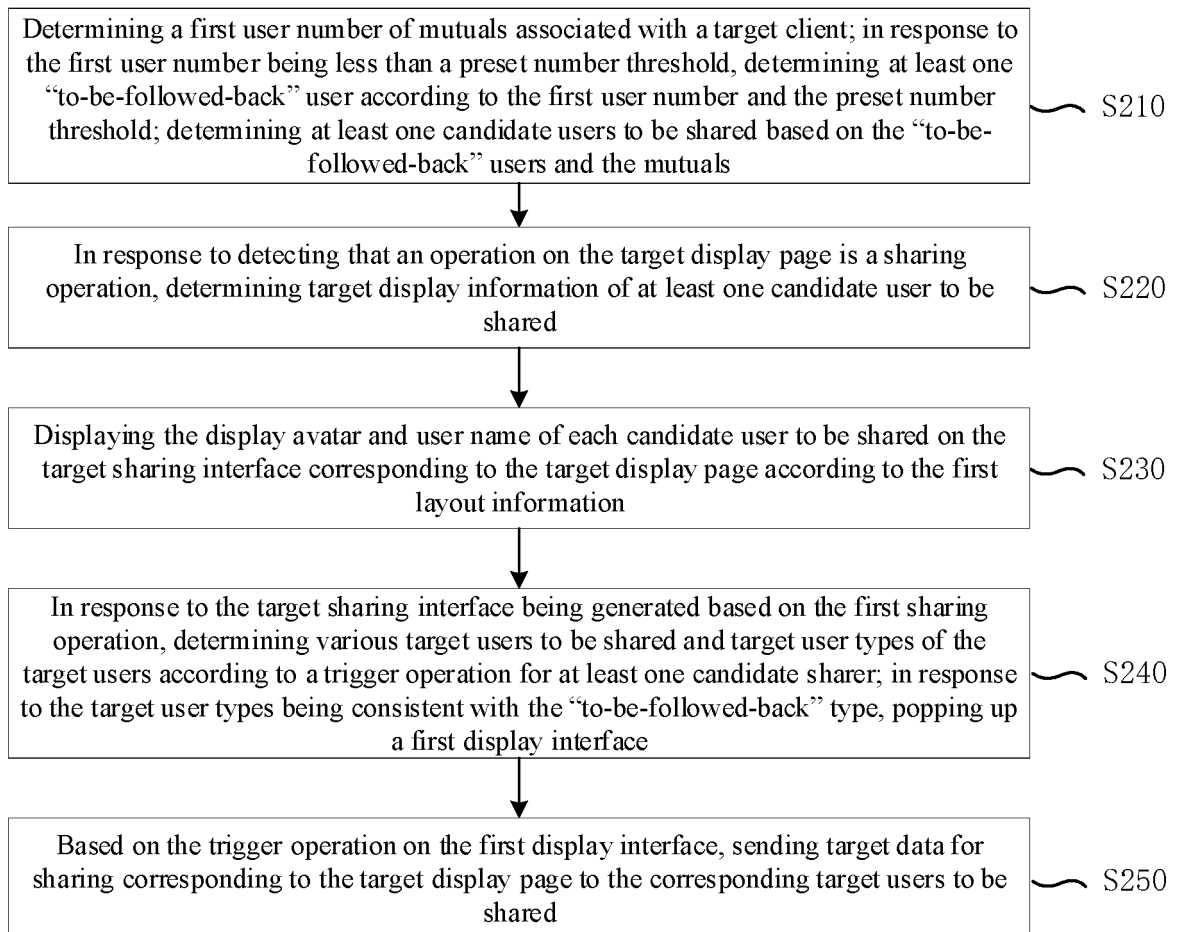 Determining a first user number of mutuals associated with a target client; in response to
the first user number being less than a preset number threshold, determining at least one
“to-be-followed-back” user according to the first user number and the preset number
threshold; determining at least one candidate users to be shared based on the “to-be-
followed-back” users and the mutuals
S210
In response to detecting that an operation on the target display page is a sharing
operation, determining target display information of at least one candidate user to be
shared
S220
Displaying the display avatar and user name of each candidate user to be shared on the
target sharing interface corresponding to the target display page according to the first
layout information
S230
In response to the target sharing interface being generated based on the first sharing
operation, determining various target users to be shared and target user types of the
target users according to a trigger operation for at least one candidate sharer; in response
to the target user types being consistent with the “to-be-followed-back” type, popping up
a first display interface
S240
Based on the trigger operation on the first display interface, sending target data for
sharing corresponding to the target display page to the corresponding target users to be
shared
S250